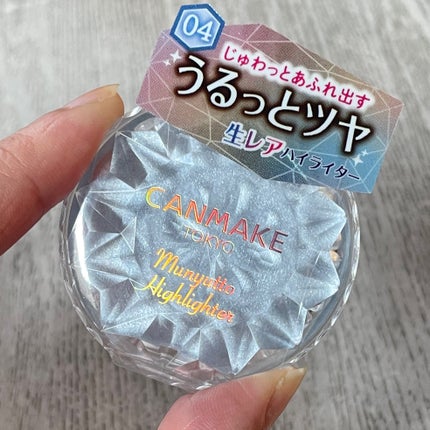 04
じゅわっとあふれ出す
うるっとツヤ
生レアハイライター
CANMAKE
TOKYO
Munyutto
Highlighter